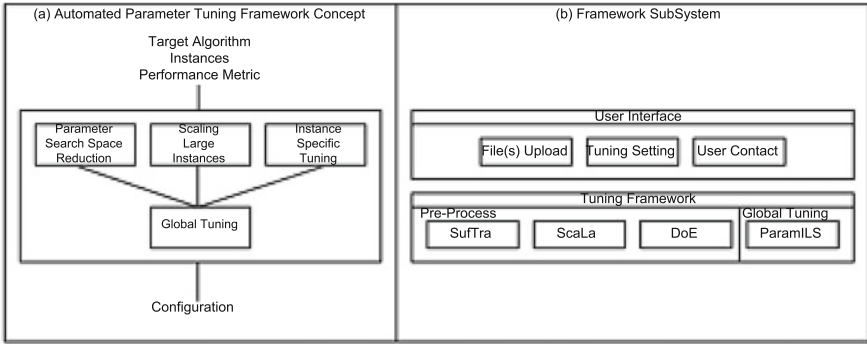 (a) Automated Parameter Tuning Framework Concept
Target Algorithm
Instances
Performance Metric
Parameter
Search Space
Reduction
Scaling
Large
Instances
Instance
Specific
Tuning
Global Tuning
Configuration
(b) Framework SubSystem
User Interface
File(s) Upload
Tuning Setting
User Contact
Tuning Framework
Pre-Process
SufTra
ScaLa
DoE
Global Tuning
ParamILS